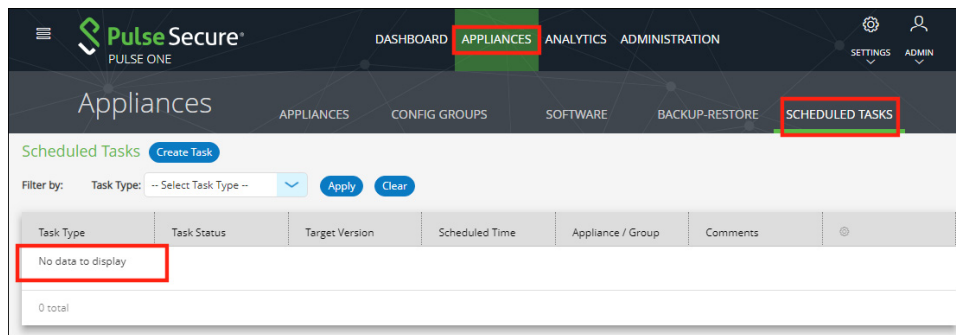 Pulse Secure®
PULSE ONE
DASHBOARD APPLIANCES ANALYTICS ADMINISTRATION
SETTINGS ADMIN
Appliances
APPLIANCES CONFIG GROUPS SOFTWARE BACKUP-RESTORE SCHEDULED TASKS
Scheduled Tasks Create Task
Filter by: Task Type: -- Select Task Type -- Apply Clear
Task Type Task Status Target Version Scheduled Time Appliance / Group Comments
No data to display
0 total